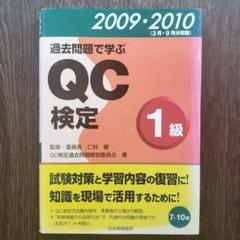 2009・2010
(3月・9月分収録)
過去問題で学ぶ
QC
検定
1級
監修・委員長 仁科 健
QC検定過去問題解説委員会 著
試験対策と学習内容の復習に!
知識を現場で活用するために!
7~10回
日本規格協会